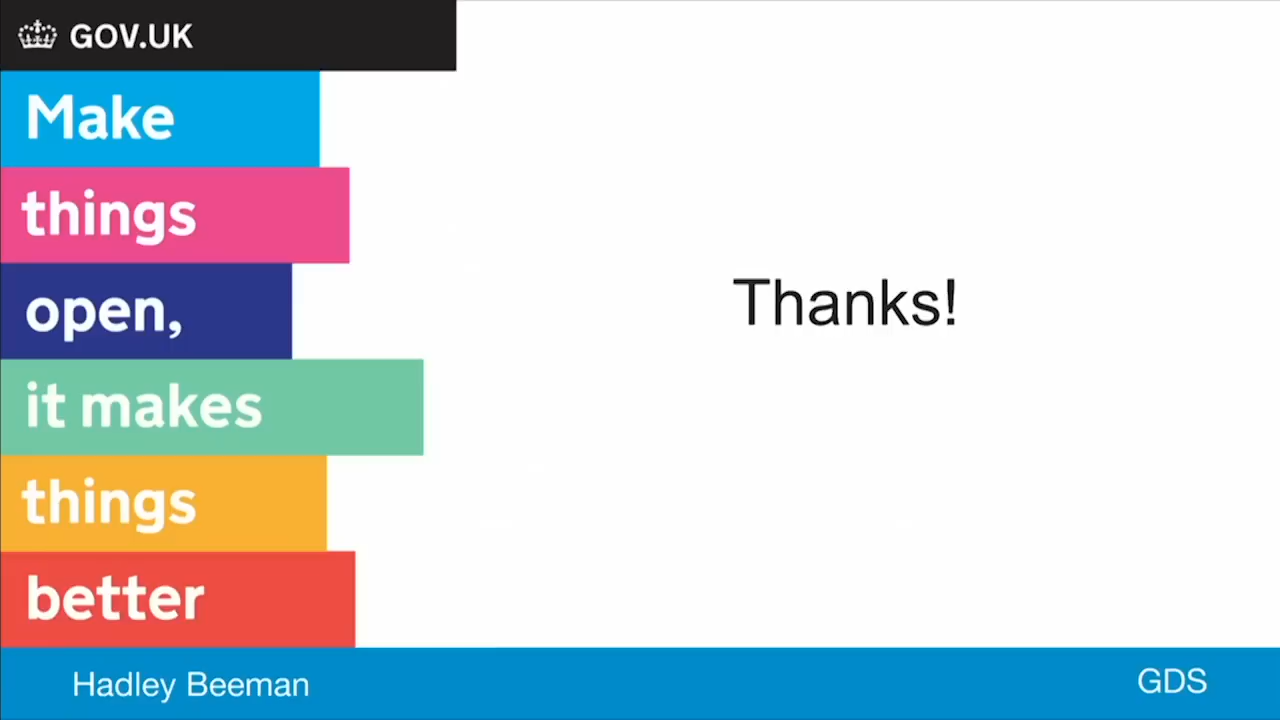 GOV.UK
Make
things
open,
it makes
things
better
Thanks!
Hadley Beeman
GDS